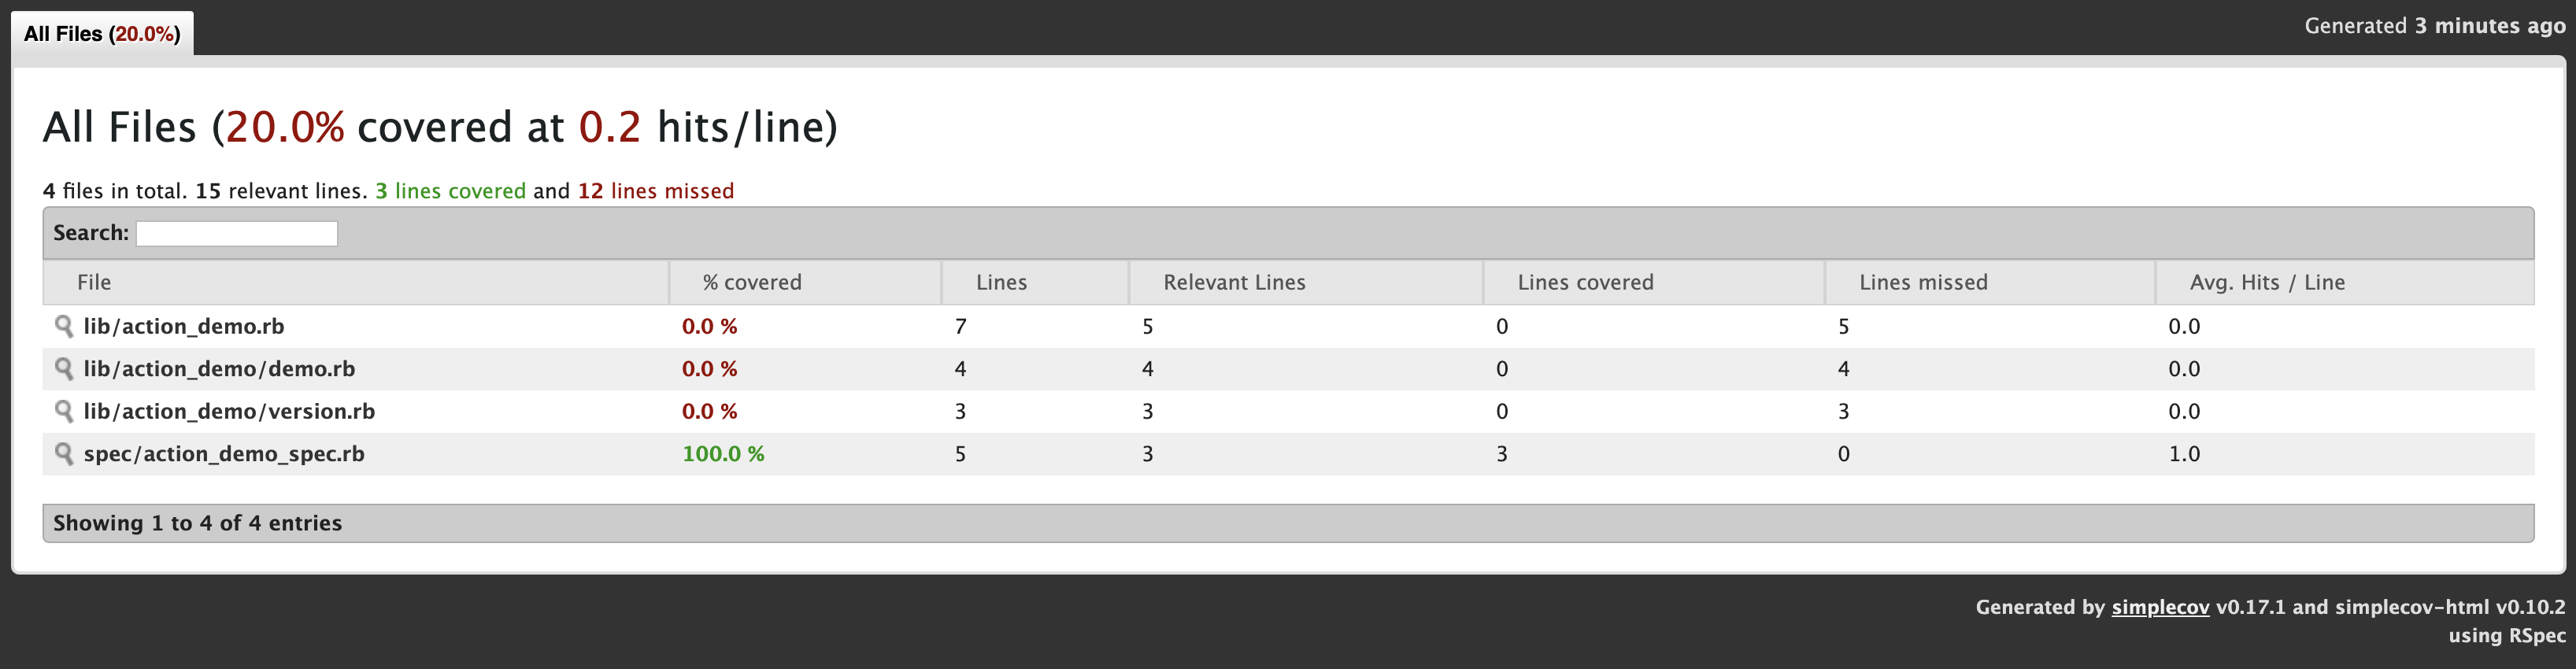 All Files (20.0%)
Generated 3 minutes ago
All Files (20.0% covered at 0.2 hits/line)
4 files in total. 15 relevant lines. 3 lines covered and 12 lines missed
Search:
File % covered Lines Relevant Lines Lines covered Lines missed Avg. Hits / Line
lib/action_demo.rb 0.0 % 7 5 0 5 0.0
lib/action_demo/demo.rb 0.0 % 4 4 0 4 0.0
lib/action_demo/version.rb 0.0 % 3 3 0 3 0.0
spec/action_demo_spec.rb 100.0 % 5 3 3 0 1.0
Showing 1 to 4 of 4 entries
Generated by simplecov v0.17.1 and simplecov-html v0.10.2
using RSpec